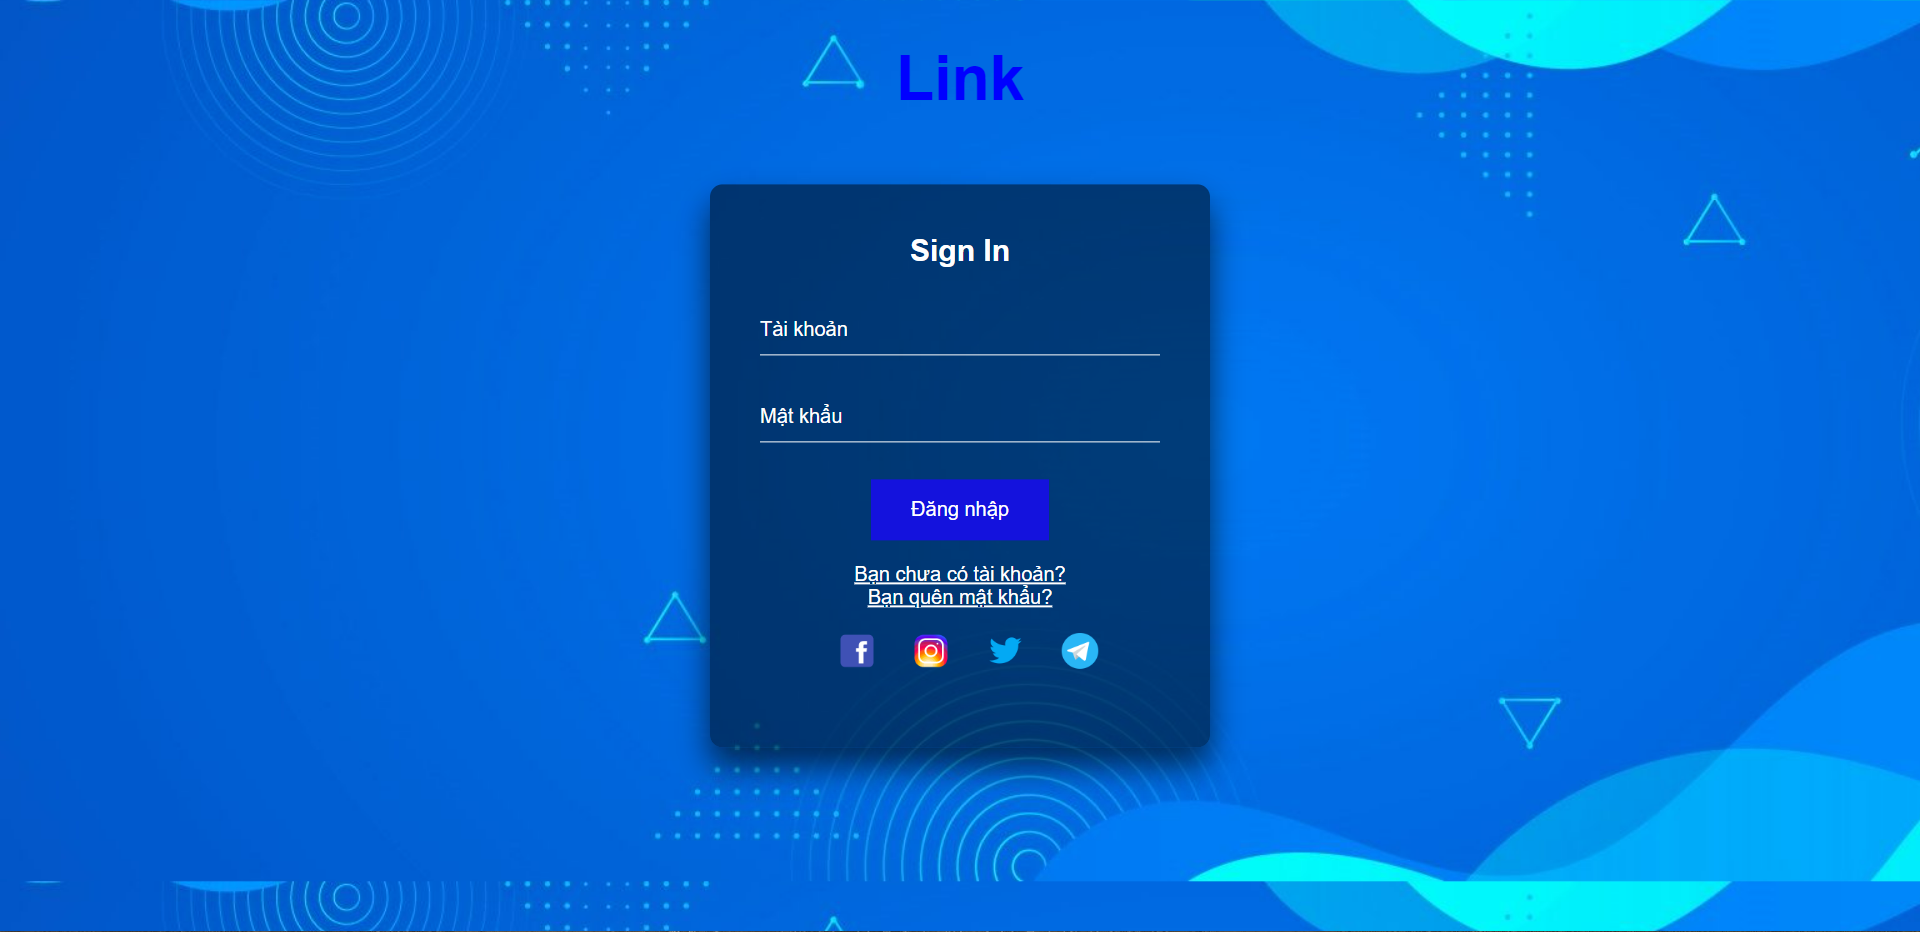 Link
Sign In
Tài khoản
Mật khẩu
Đăng nhập
Bạn chưa có tài khoản?
Bạn quên mật khẩu?